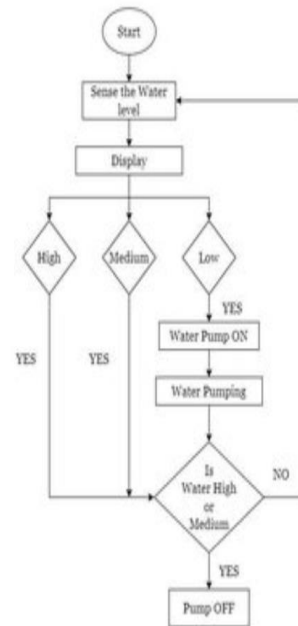 Start
Sense the Water
level
Display
High
Medium
Low
YES
Water Pump ON
YES
YES
Water Pumping
Is
Water High
or
Medium
NO
YES
Pump OFF